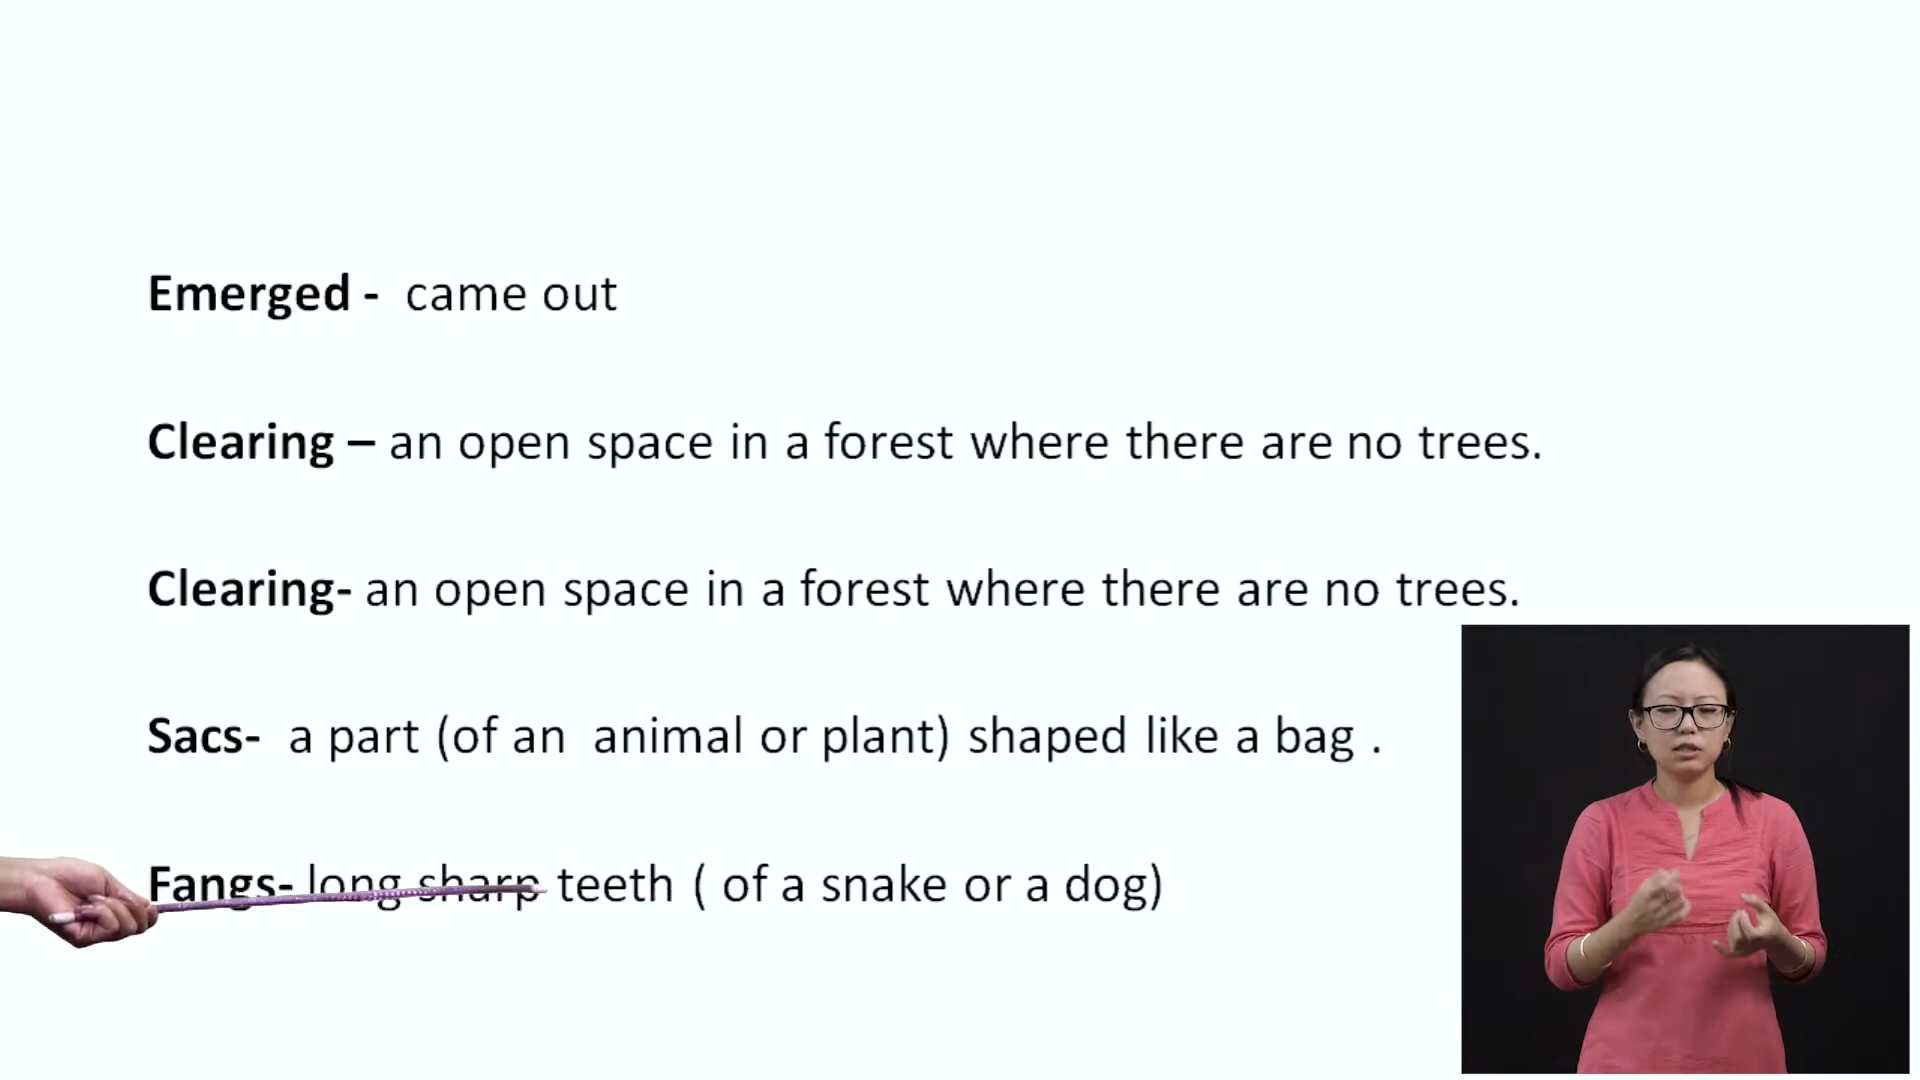 Emerged -  came out
Clearing – an open space in a forest where there are no trees.
Clearing- an open space in a forest where there are no trees.
Sacs-  a part (of an  animal or plant) shaped like a bag .
Fangs- long sharp teeth ( of a snake or a dog)